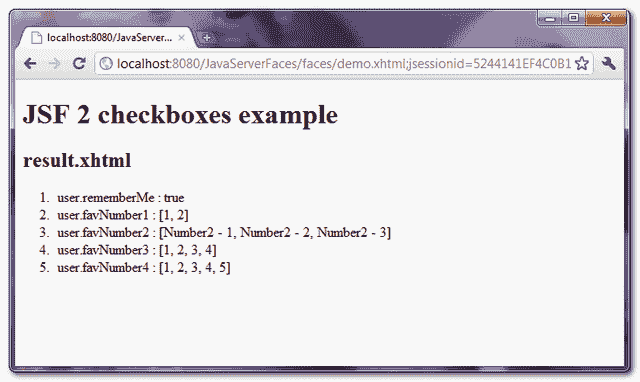 localhost:8080/JavaServer...
localhost:8080/JavaServerFaces/faces/demo.xhtml;jsessionid=5244141EF4C0B1
JSF 2 checkboxes example
result.xhtml
1. user.rememberMe : true
2. user.favNumber1 : [1, 2]
3. user.favNumber2 : [Number2 - 1, Number2 - 2, Number2 - 3]
4. user.favNumber3 : [1, 2, 3, 4]
5. user.favNumber4 : [1, 2, 3, 4, 5]